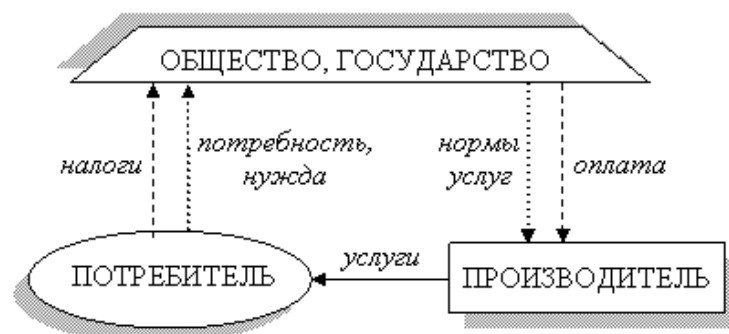 ОБЩЕСТВО, ГОСУДАРСТВО
налоги
потребность,
нужда
нормы
услуг
оплата
ПОТРЕБИТЕЛЬ
услуги
ПРОИЗВОДИТЕЛЬ